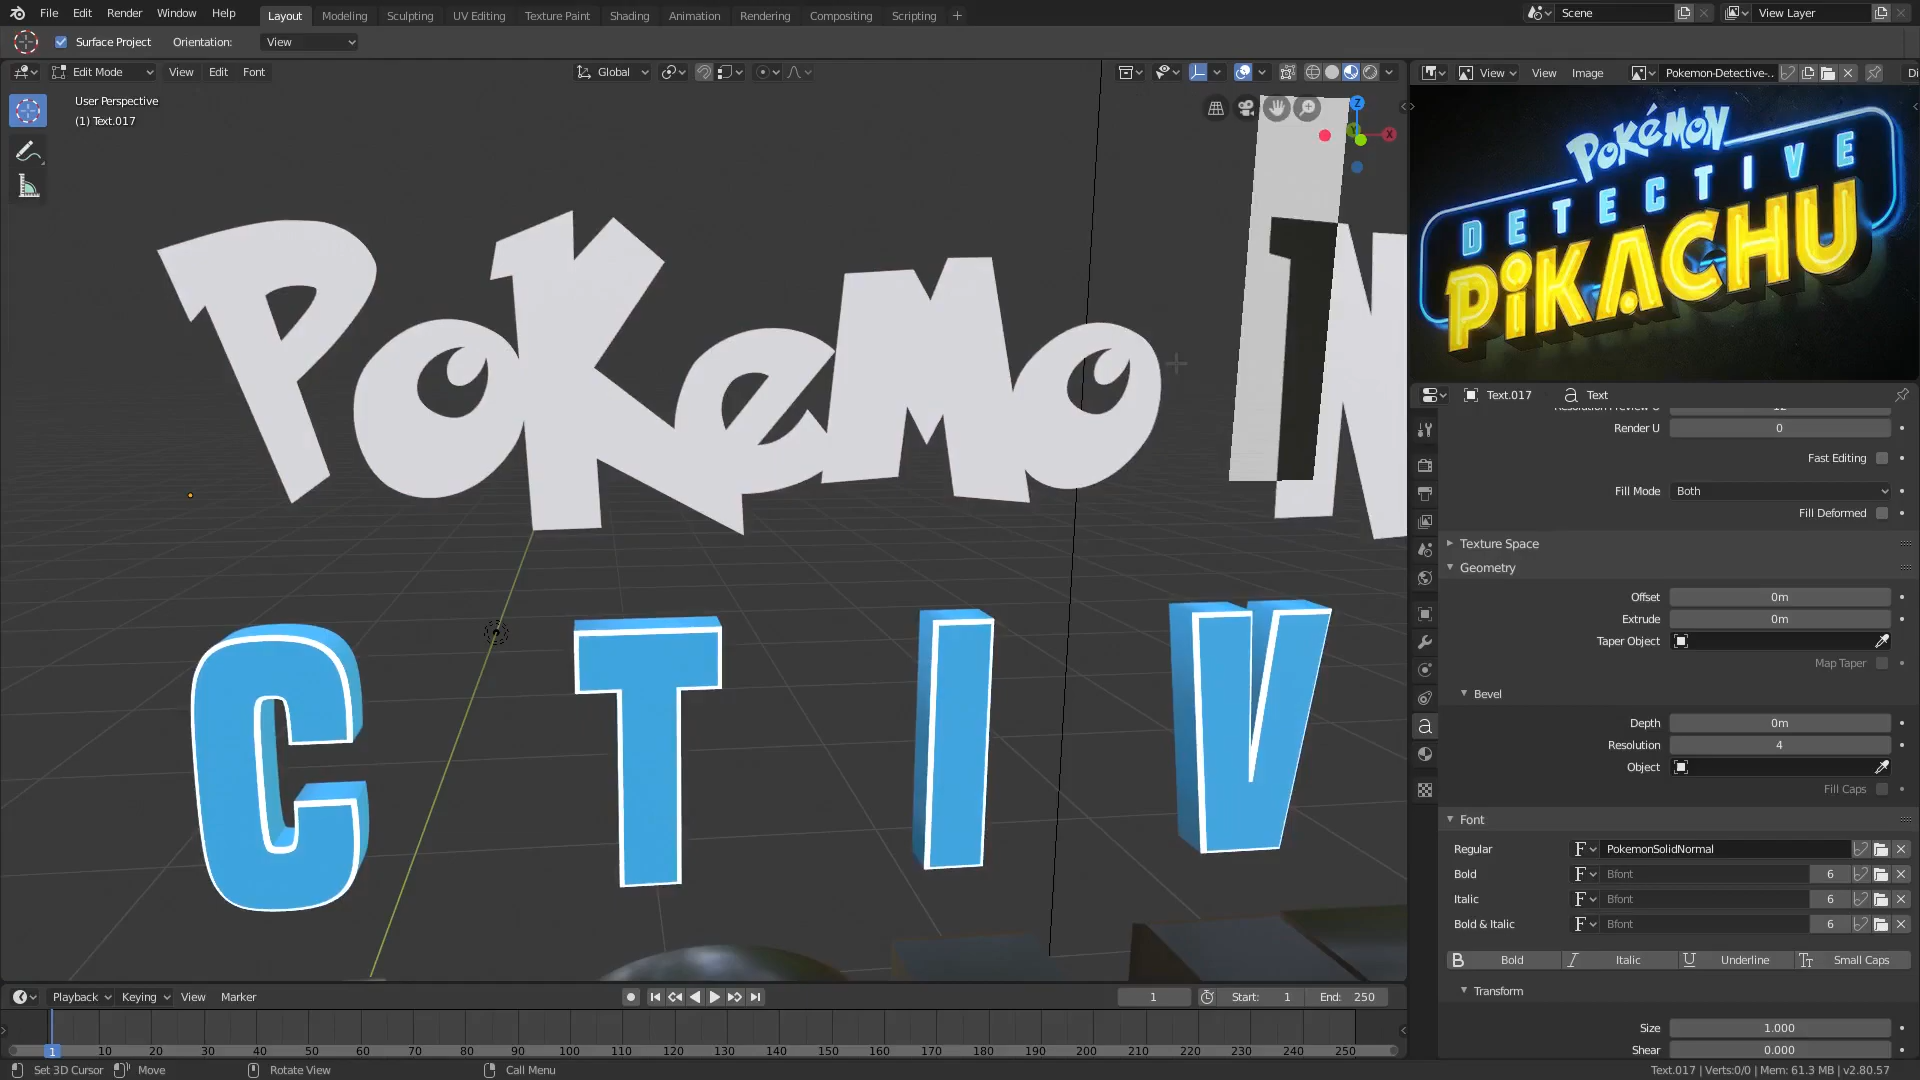 File Edit Render Window Help Layout Modeling Sculpting UV Editing Texture Paint Shading Animation Rendering Compositing Scripting + Scene View Layer
Surface Project Orientation: View
Edit Mode View Edit Font Global View View Image Pokemon-Detective-.. Di
User Perspective
(1) Text.017
Z
Y
X
PoKemo N
C T I V
POKéMON
DETECTIVE
PiKACHU
Text.017 Text
Resolution Preview U 12
Render U 0
Fast Editing
Fill Mode Both
Fill Deformed
Texture Space
Geometry
Offset 0m
Extrude 0m
Taper Object
Map Taper
Bevel
Depth 0m
Resolution 4
Object
Fill Caps
Font
Regular F PokemonSolidNormal
Bold F Bfont 6
Italic F Bfont 6
Bold & Italic F Bfont 6
B Bold I Italic U Underline Tt Small Caps
Transform
Size 1.000
Shear 0.000
Playback Keying View Marker 1 Start: 1 End: 250
1 10 20 30 40 50 60 70 80 90 100 110 120 130 140 150 160 170 180 190 200 210 220 230 240 250
Set 3D Cursor Move Rotate View Call Menu Text.017 | Verts:0/0 | Mem: 61.3 MB | v2.80.57